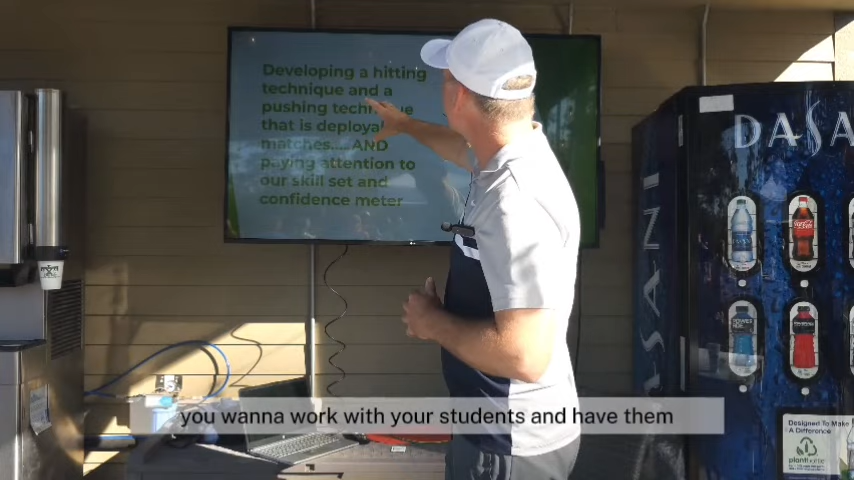 Developing a hitting
technique and a
pushing
that is
matches.... AND
paying attention to
our skill set and
confidence meter
DASA
DASANI
you wanna work with your students and have them
Designed To Make
A Difference